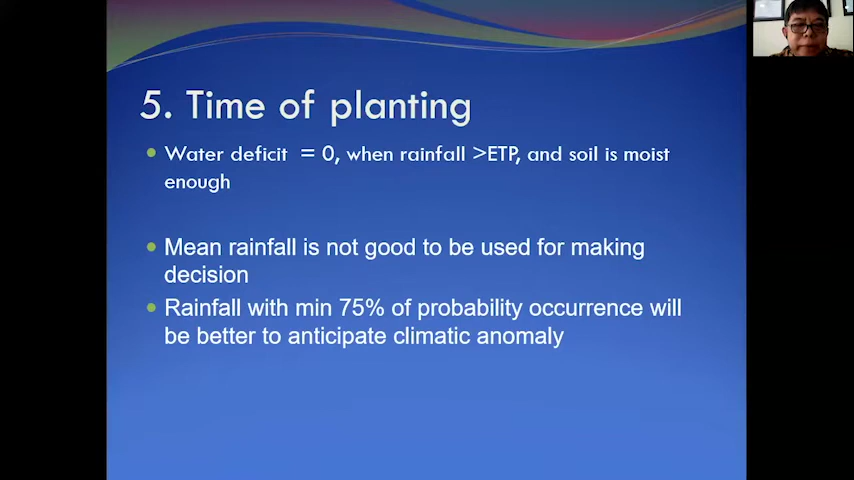 5. Time of planting
Water deficit = 0, when rainfall >ETP, and soil is moist
enough
Mean rainfall is not good to be used for making
decision
Rainfall with min 75% of probability occurrence will
be better to anticipate climatic anomaly